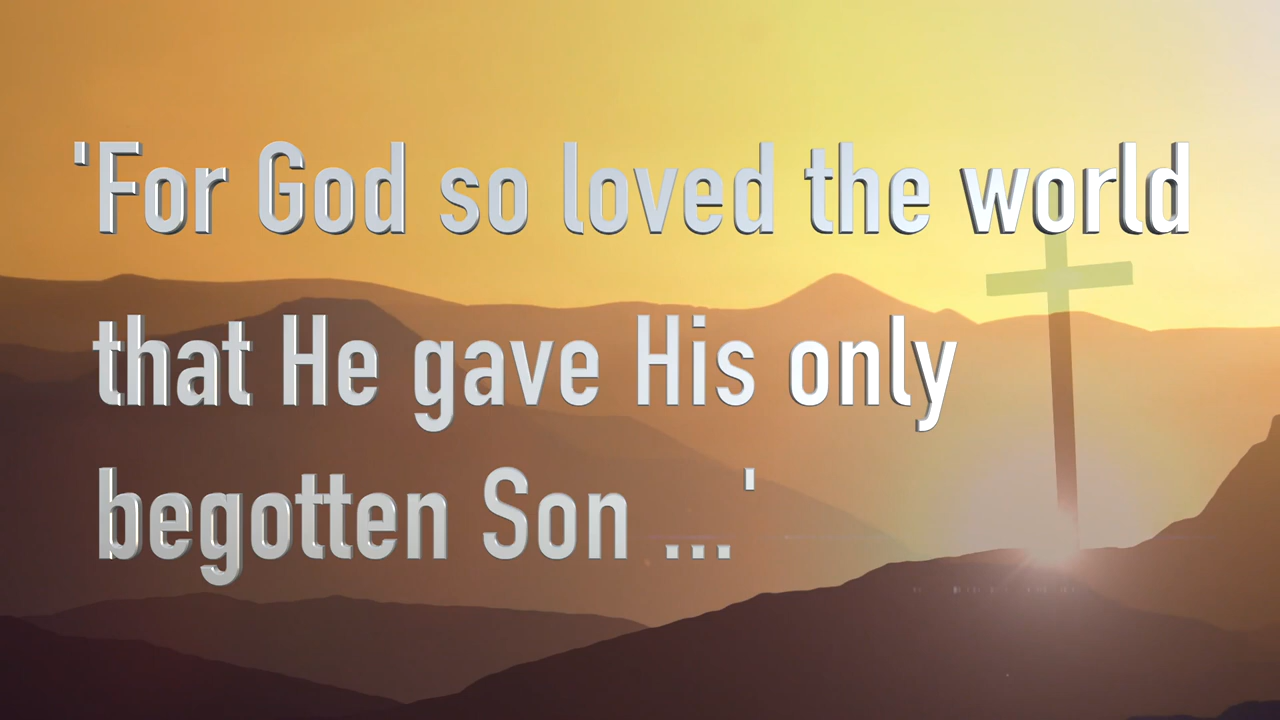 'For God so loved the world
that He gave His only
begotten Son ...'